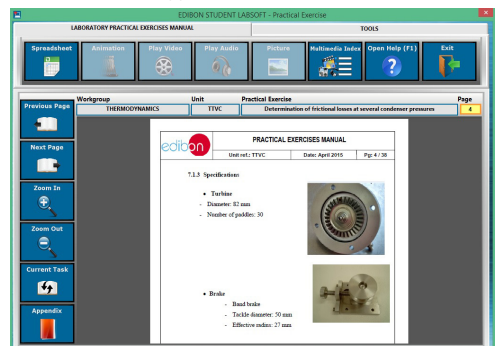 EDIBON STUDENT LABSOFT - Practical Exercise
LABORATORY PRACTICAL EXERCISES MANUAL
TOOLS
Spreadsheet
Animation
Play Video
Play Audio
Picture
Multimedia Index
Open Help (F1)
Exit
Workgroup
Unit
Practical Exercise
Page
THERMODYNAMICS
TTVC
Determination of frictional losses at several condenser pressures
4
Previous Page
Next Page
Zoom In
Zoom Out
Current Task
Appendix
edibon
PRACTICAL EXERCISES MANUAL
Unit ref.: TTVC
Date: April 2015
Pg: 4 / 38
7.1.3 Specifications
• Turbine
- Diameter: 82 mm
- Number of paddles: 30
• Brake
- Band brake
- Tackle diameter: 50 mm
- Effective radius: 27 mm